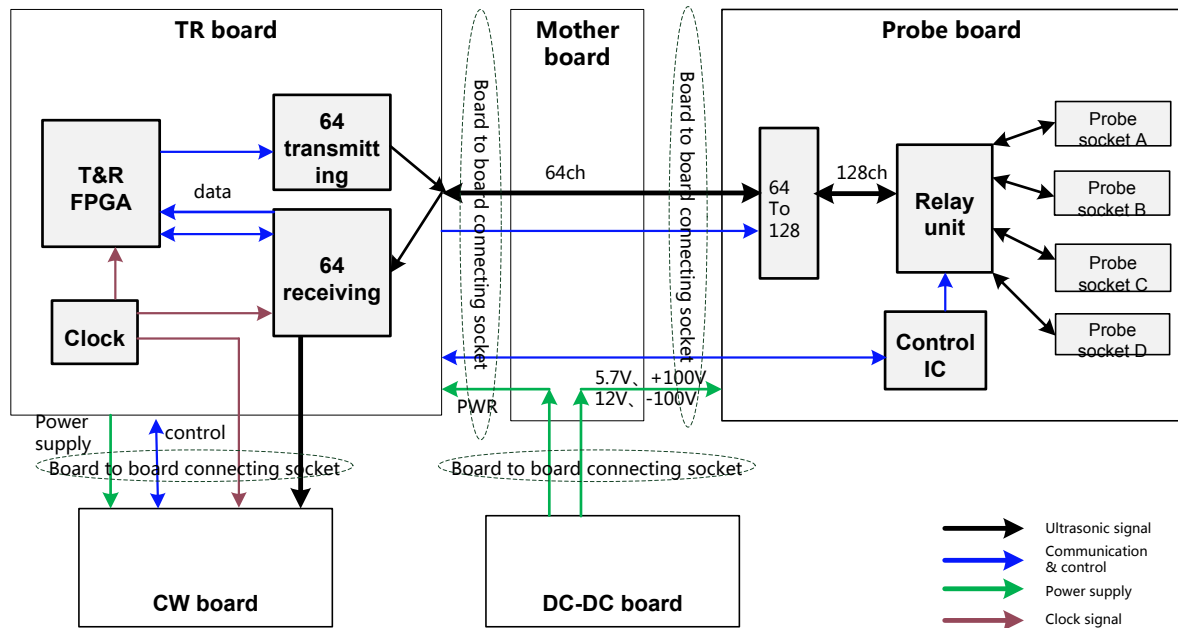 TR board
Mother
board
Probe board
64
transmitt
ing
T&R
FPGA
data
64
receiving
Clock
Board to board connecting socket
64ch
Board to board connecting socket
64
To
128
128ch
Relay
unit
Probe
socket A
Probe
socket B
Probe
socket C
Probe
socket D
Control
IC
5.7V、+100V
12V、-100V
PWR
Power
supply
control
Board to board connecting socket
Board to board connecting socket
CW board
DC-DC board
Ultrasonic signal
Communication
& control
Power supply
Clock signal